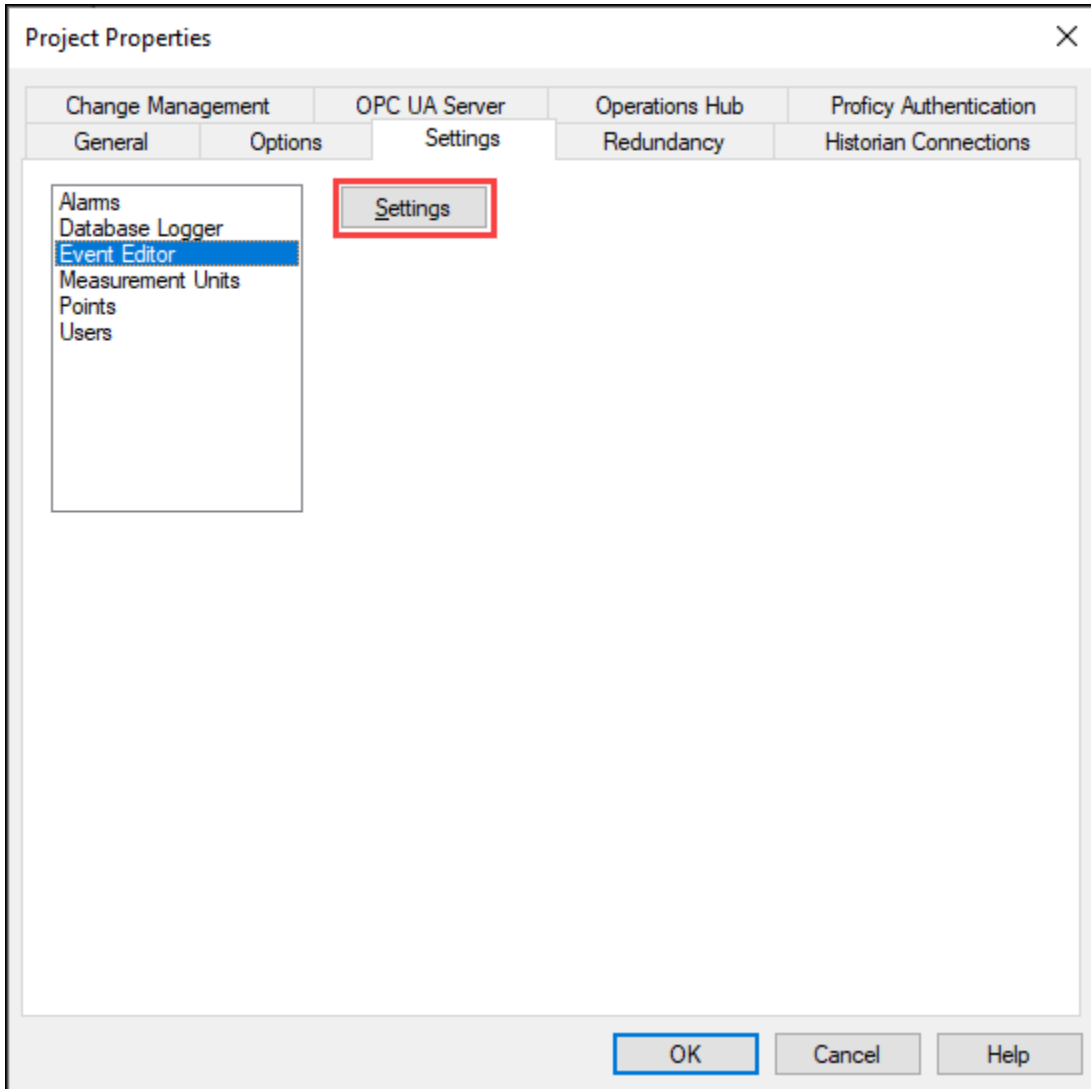 Project Properties
Change Management OPC UA Server Operations Hub Proficy Authentication
General Options Settings Redundancy Historian Connections
Alarms
Database Logger
Event Editor
Measurement Units
Points
Users
Settings
OK Cancel Help